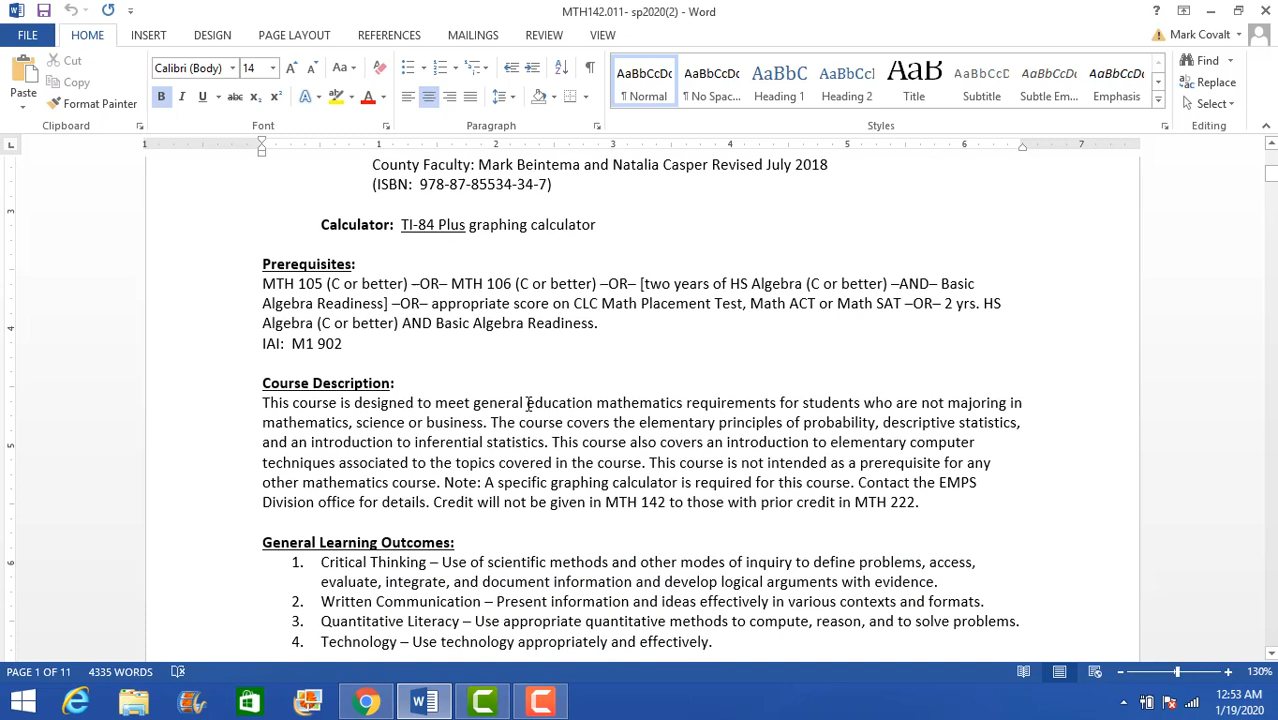 MTH142.011- sp2020(2) - Word
FILE HOME INSERT DESIGN PAGE LAYOUT REFERENCES MAILINGS REVIEW VIEW
Mark Covalt
Paste
Cut
Copy
Format Painter
Clipboard
Calibri (Body) 14
Font
Paragraph
AaBbCcDc
¶ Normal
AaBbCcDc
¶ No Spac...
AaBbC
Heading 1
AaBbCc
Heading 2
AaB
Title
AaBbCcD
Subtitle
AaBbCcDc
Subtle Em...
AaBbCcDc
Emphasis
Styles
Find
Replace
Select
Editing
1 1 2 3 4 5 6 7
3
4
5
6
County Faculty: Mark Beintema and Natalia Casper Revised July 2018
(ISBN: 978-87-85534-34-7)
Calculator: TI-84 Plus graphing calculator
Prerequisites:
MTH 105 (C or better) –OR– MTH 106 (C or better) –OR– [two years of HS Algebra (C or better) –AND– Basic
Algebra Readiness] –OR– appropriate score on CLC Math Placement Test, Math ACT or Math SAT –OR– 2 yrs. HS
Algebra (C or better) AND Basic Algebra Readiness.
IAI: M1 902
Course Description:
This course is designed to meet general education mathematics requirements for students who are not majoring in
mathematics, science or business. The course covers the elementary principles of probability, descriptive statistics,
and an introduction to inferential statistics. This course also covers an introduction to elementary computer
techniques associated to the topics covered in the course. This course is not intended as a prerequisite for any
other mathematics course. Note: A specific graphing calculator is required for this course. Contact the EMPS
Division office for details. Credit will not be given in MTH 142 to those with prior credit in MTH 222.
General Learning Outcomes:
1. Critical Thinking – Use of scientific methods and other modes of inquiry to define problems, access,
evaluate, integrate, and document information and develop logical arguments with evidence.
2. Written Communication – Present information and ideas effectively in various contexts and formats.
3. Quantitative Literacy – Use appropriate quantitative methods to compute, reason, and to solve problems.
4. Technology – Use technology appropriately and effectively.
PAGE 1 OF 11 4335 WORDS
130%
12:53 AM
1/19/2020